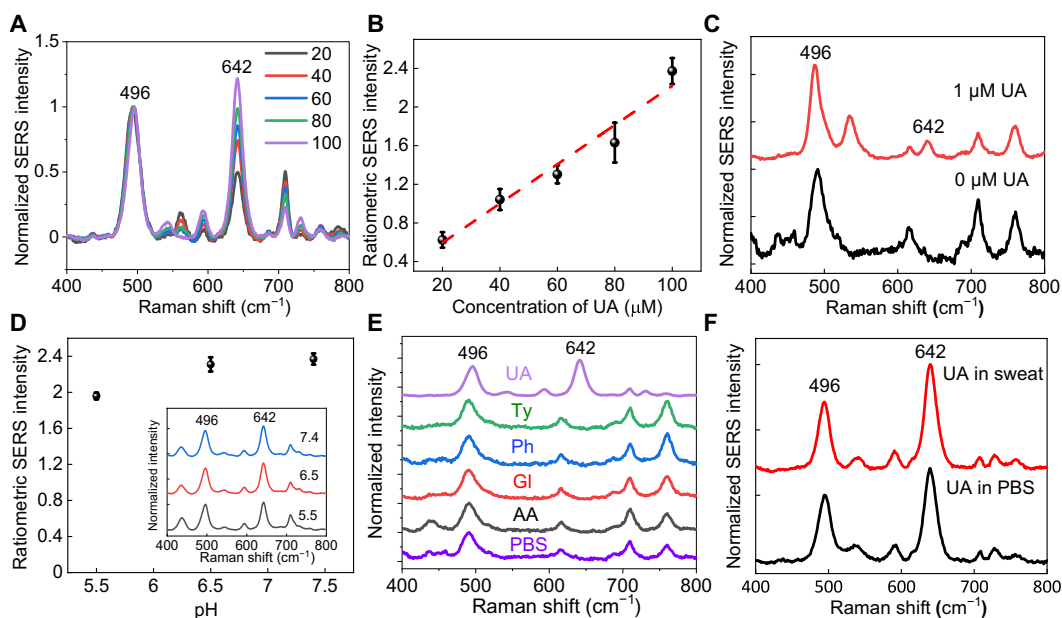 A
Normalized SERS intensity
1.5
1
0.5
0
496
642
20
40
60
80
100
400 500 600 700 800
Raman shift (cm⁻¹)
B
Ratiometric SERS intensity
2.4
1.8
1.2
0.6
20 40 60 80 100
Concentration of UA (μM)
C
Normalized SERS intensity
496
1 μM UA
642
0 μM UA
400 500 600 700 800
Raman shift (cm⁻¹)
D
Ratiometric SERS intensity
2.4
2
1.6
1.2
0.8
0.4
0
5.5 6 6.5 7 7.5
pH
Normalized intensity
496
642
7.4
6.5
5.5
400 500 600 700 800
Raman shift (cm⁻¹)
E
Normalized intensity
496
642
UA
Ty
Ph
Gl
AA
PBS
400 500 600 700 800
Raman shift (cm⁻¹)
F
Normalized SERS intensity
642
496
UA in sweat
UA in PBS
400 500 600 700 800
Raman shift (cm⁻¹)